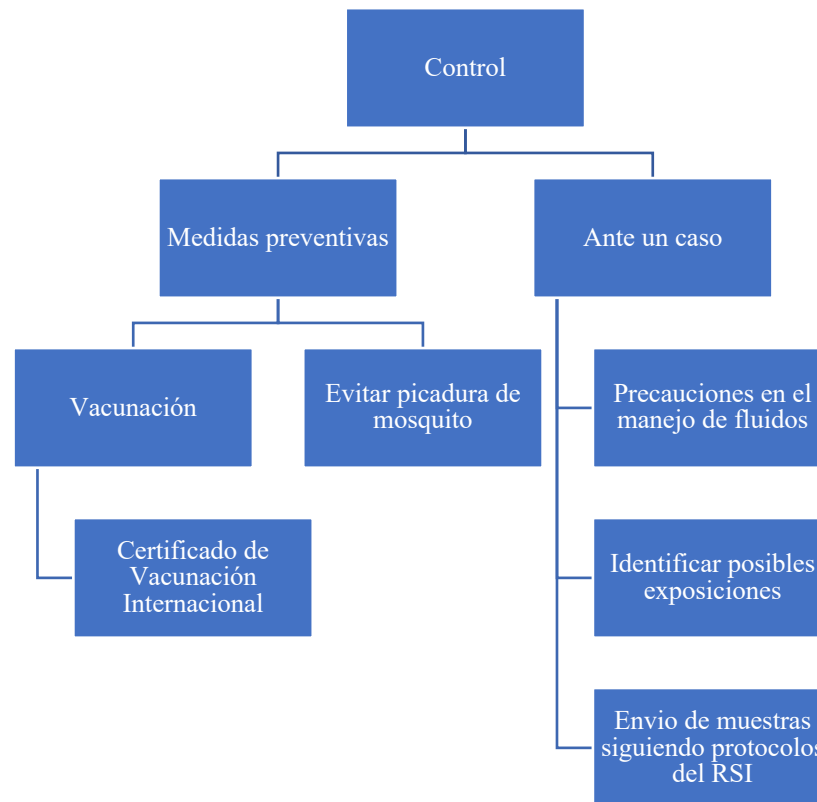 Control
Medidas preventivas
Ante un caso
Vacunación
Evitar picadura de
mosquito
Certificado de
Vacunación
Internacional
Precauciones en el
manejo de fluidos
Identificar posibles
exposiciones
Envio de muestras
siguiendo protocolos
del RSI